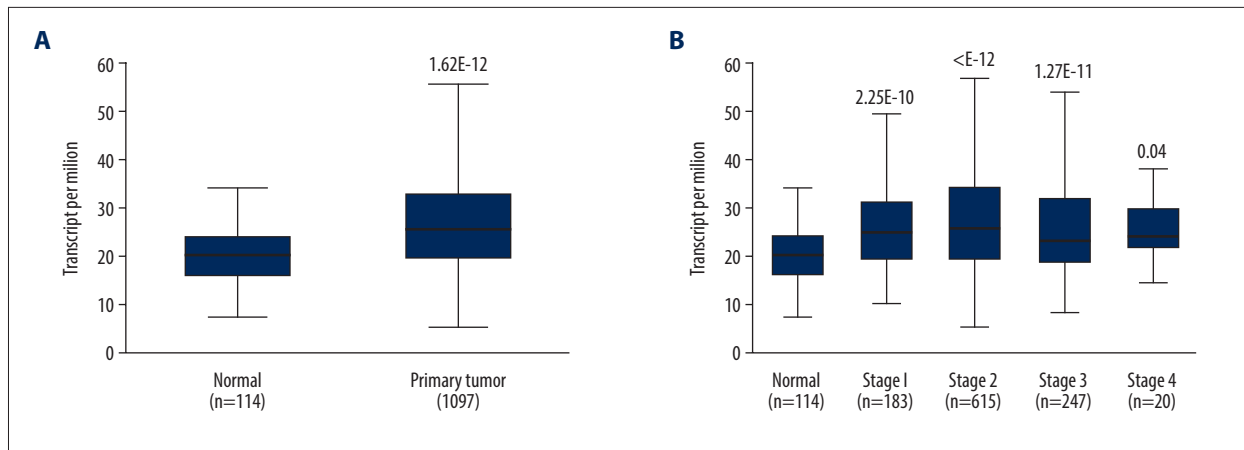 A
1.62E-12
60
50
40
30
20
10
0
Transcript per milion
Normal
(n=114)
Primary tumor
(1097)
B
<E-12
2.25E-10
1.27E-11
0.04
60
50
40
30
20
10
0
Transcript per milion
Normal
(n=114)
Stage I
(n=183)
Stage 2
(n=615)
Stage 3
(n=247)
Stage 4
(n=20)